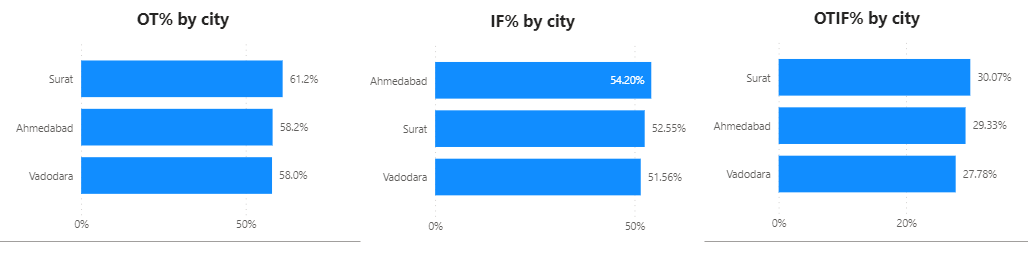 OT% by city
Surat 61.2%
Ahmedabad 58.2%
Vadodara 58.0%
0% 50%
IF% by city
Ahmedabad 54.20%
Surat 52.55%
Vadodara 51.56%
0% 50%
OTIF% by city
Surat 30.07%
Ahmedabad 29.33%
Vadodara 27.78%
0% 20%